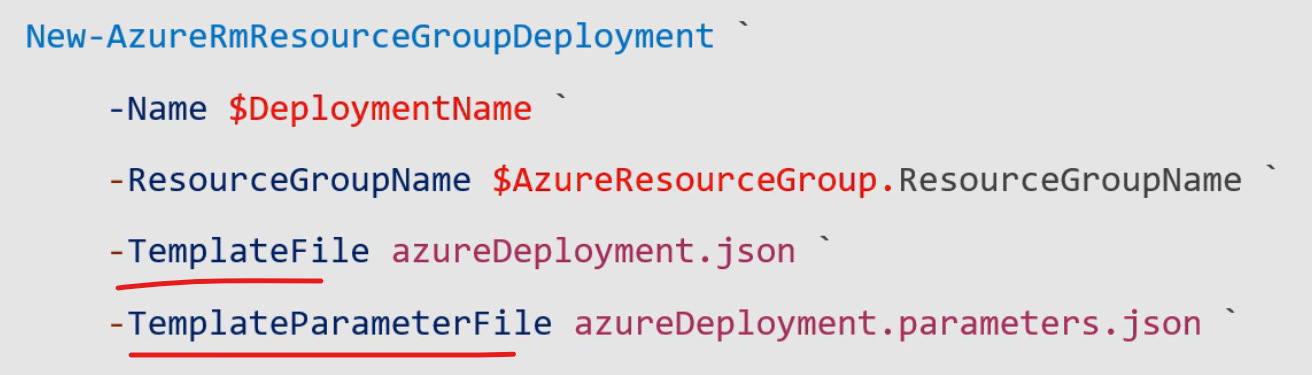 New-AzureRmResourceGroupDeployment `
-Name $DeploymentName `
-ResourceGroupName $AzureResourceGroup.ResourceGroupName `
-TemplateFile azureDeployment.json `
-TemplateParameterFile azureDeployment.parameters.json `